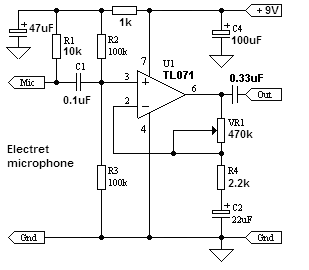 1k
+ 9V
47uF
R1
10k
R2
100k
C4
100uF
U1
TL071
7
Mic
C1
0.1uF
3
+
2
−
6
0.33uF
Out
4
VR1
470k
Electret
microphone
R3
100k
R4
2.2k
C2
22uF
Gnd
Gnd